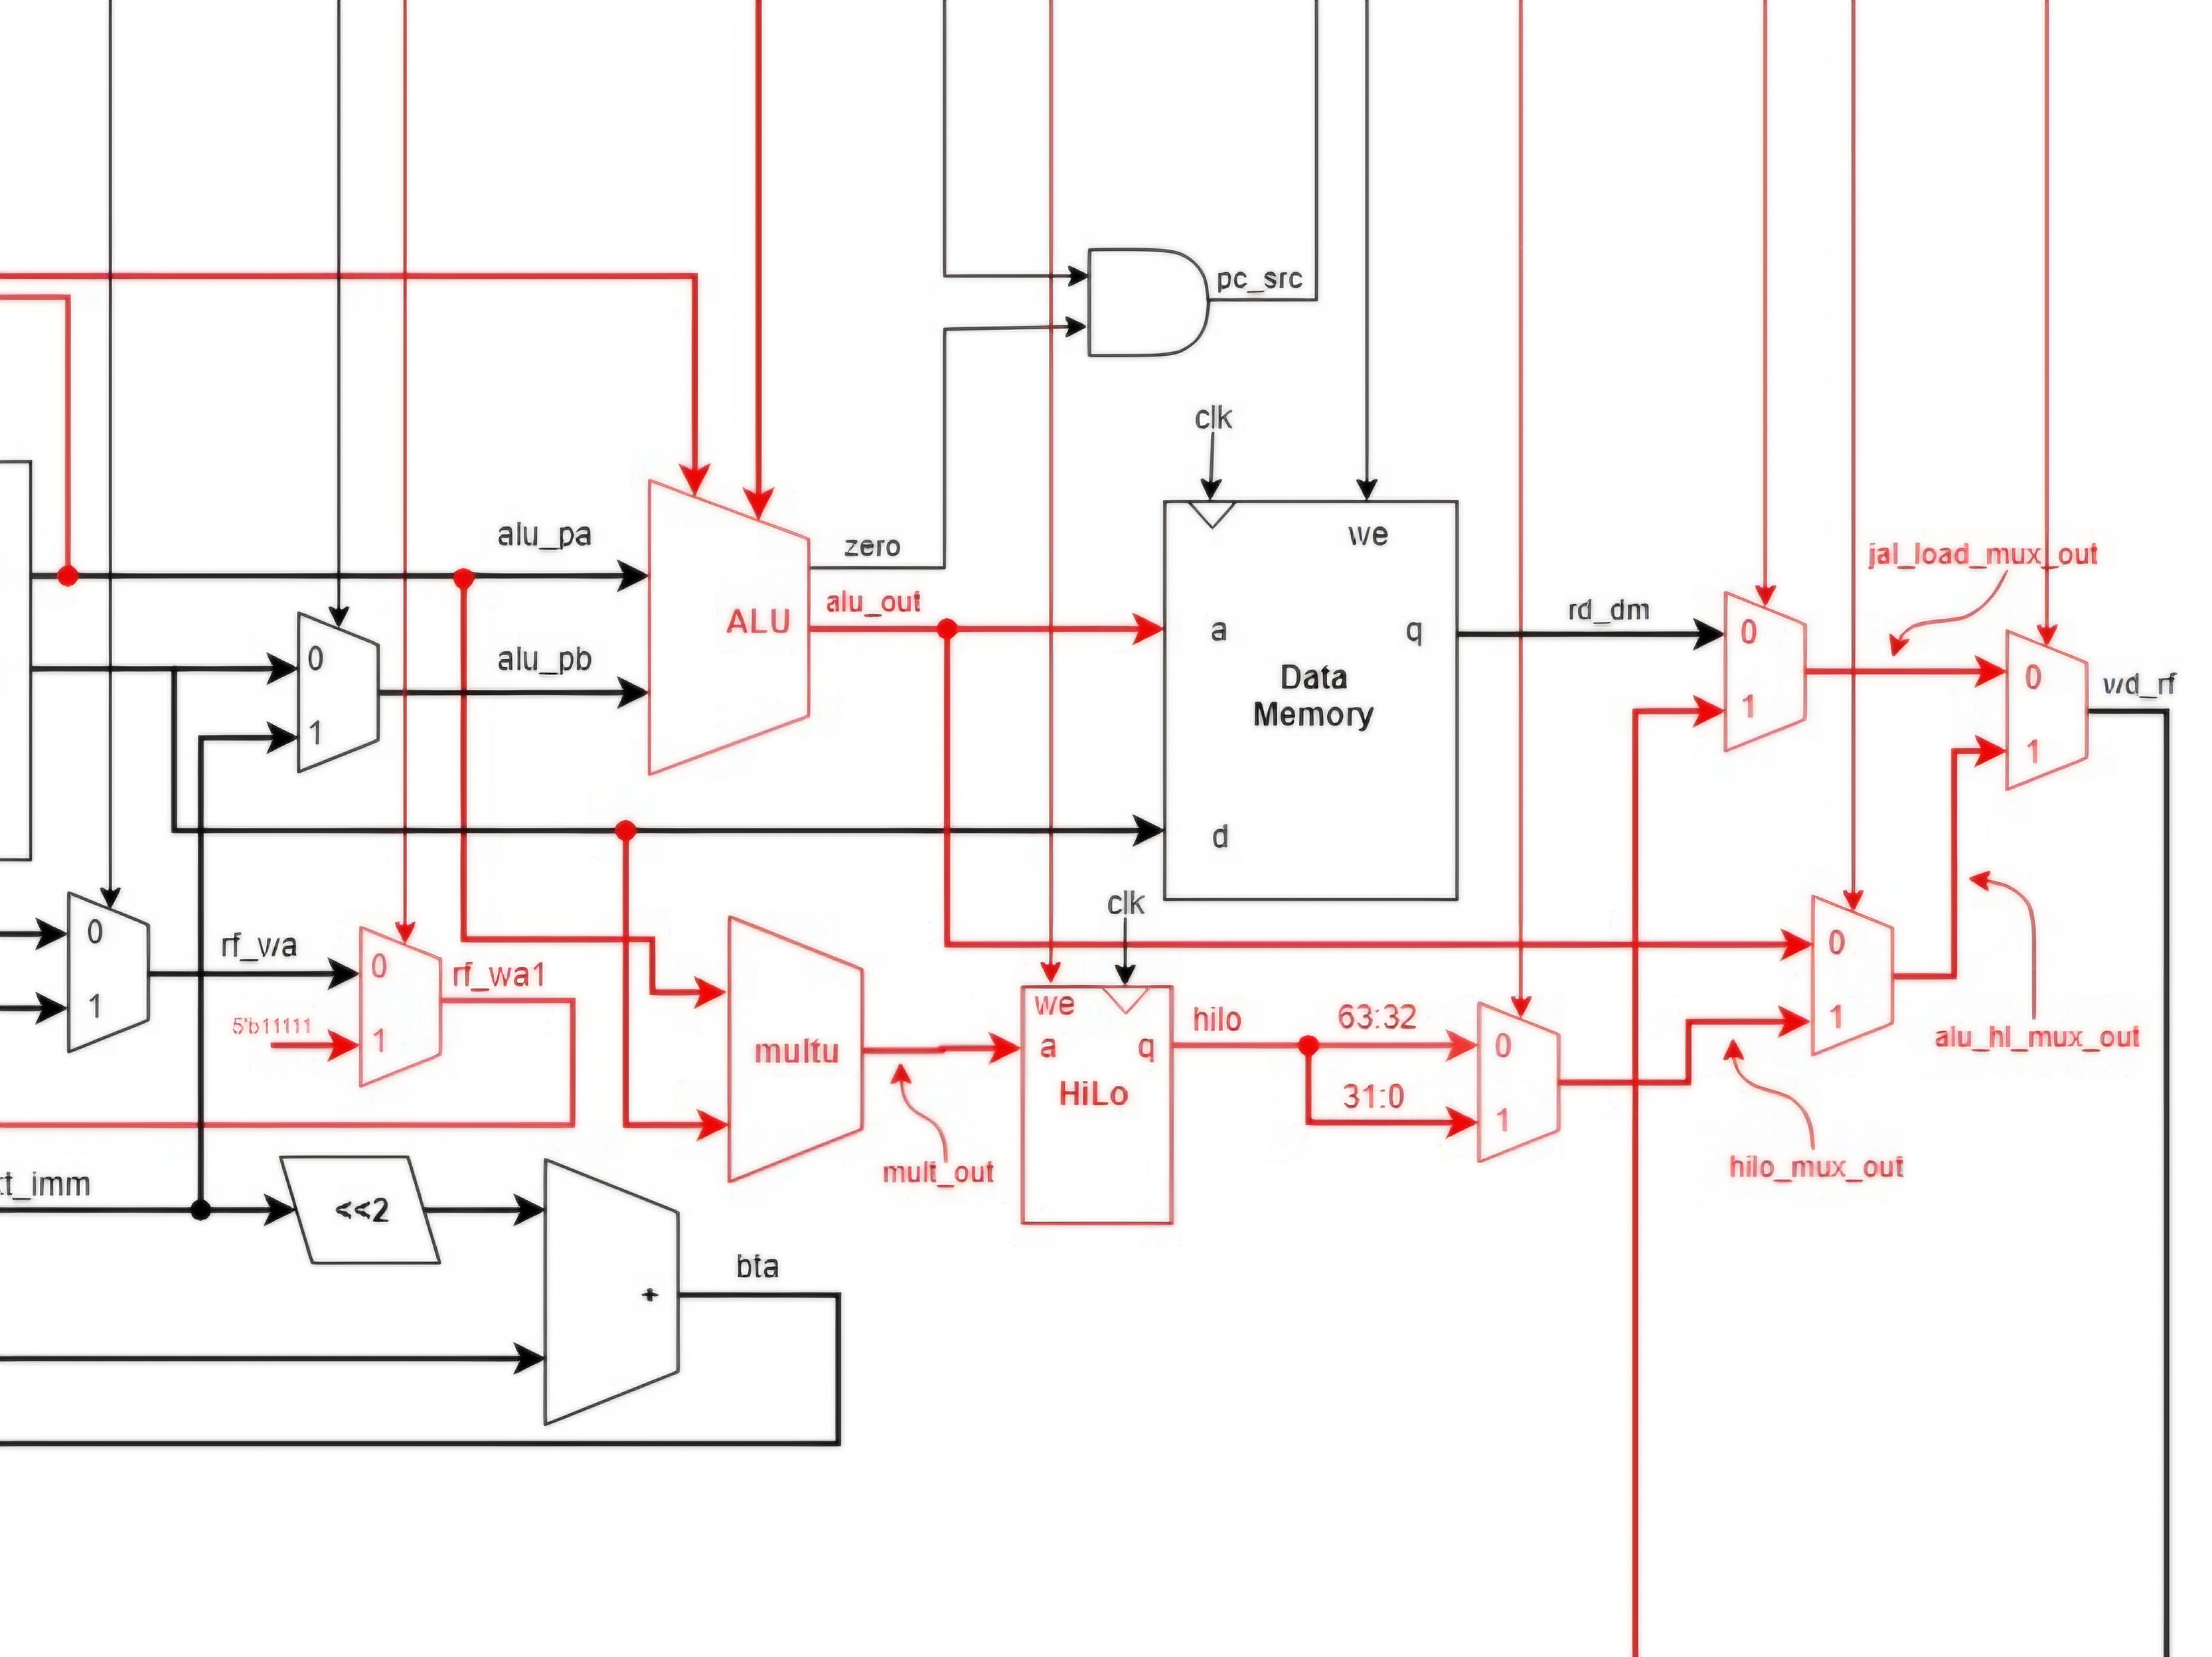 pc_src
clk
alu_pa
zero
we
jal_load_mux_out
alu_out
rd_dm
ALU
a
q
0
0
alu_pb
0
wd_rf
Data
Memory
1
1
1
d
clk
0
rf_wa
0
rf_wa1
0
1
5'b11111
1
we
hilo
63:32
1
multu
a
q
0
alu_hl_mux_out
HiLo
31:0
1
mult_out
hilo_mux_out
t_imm
<<2
bta
+